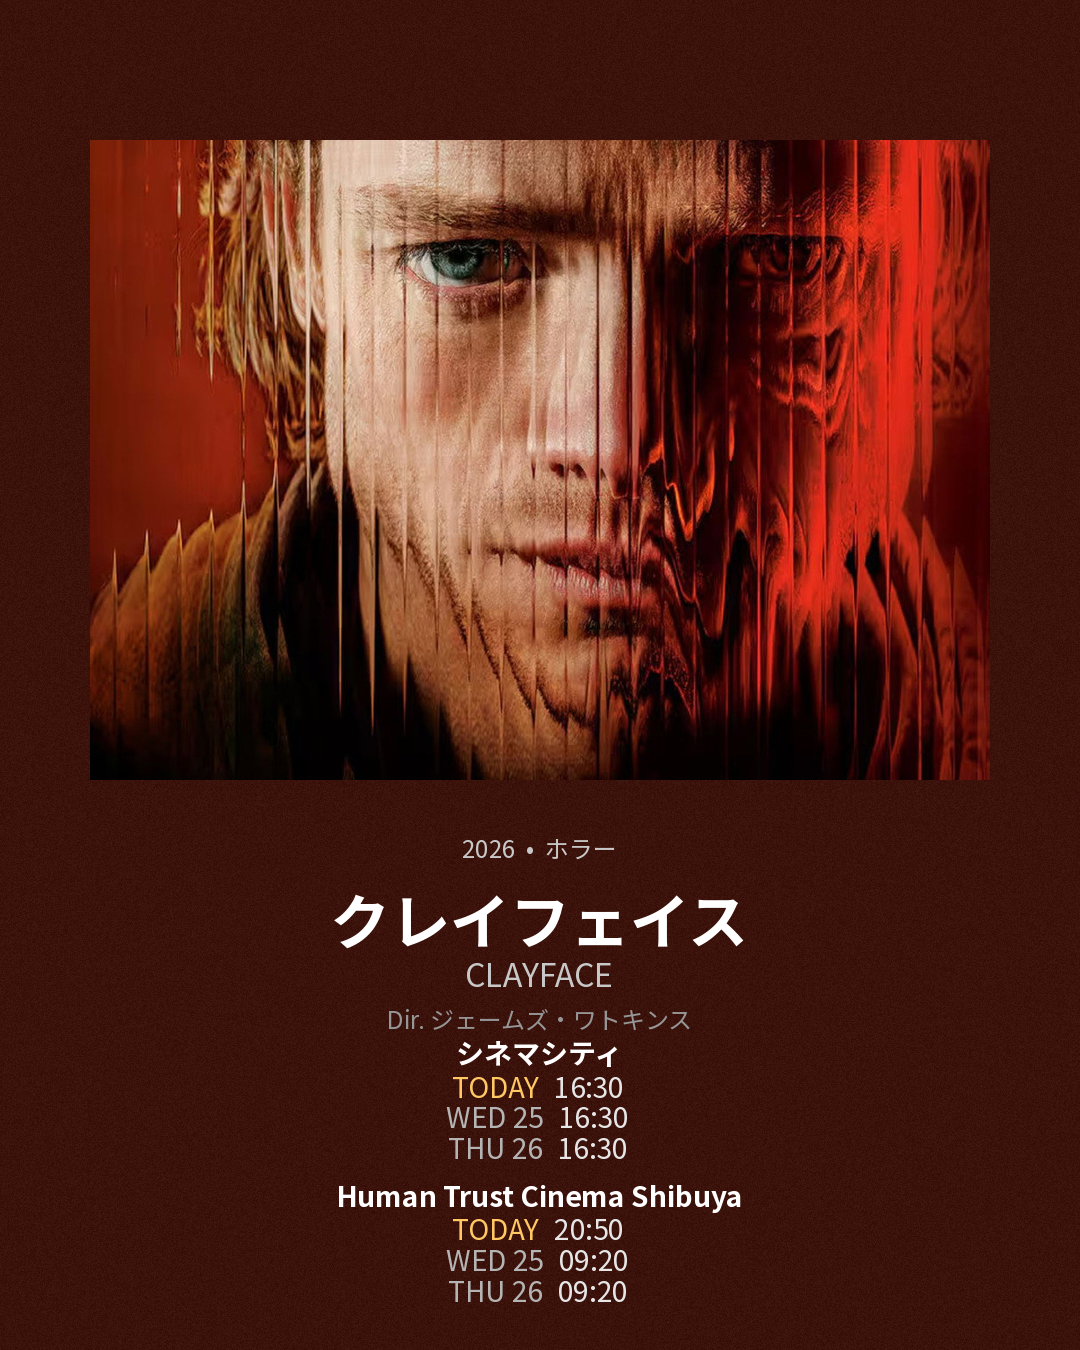 2026 • ホラー
クレイフェイス
CLAYFACE
Dir. ジェームズ・ワトキンス
シネマシティ
TODAY 16:30
WED 25 16:30
THU 26 16:30
Human Trust Cinema Shibuya
TODAY 20:50
WED 25 09:20
THU 26 09:20